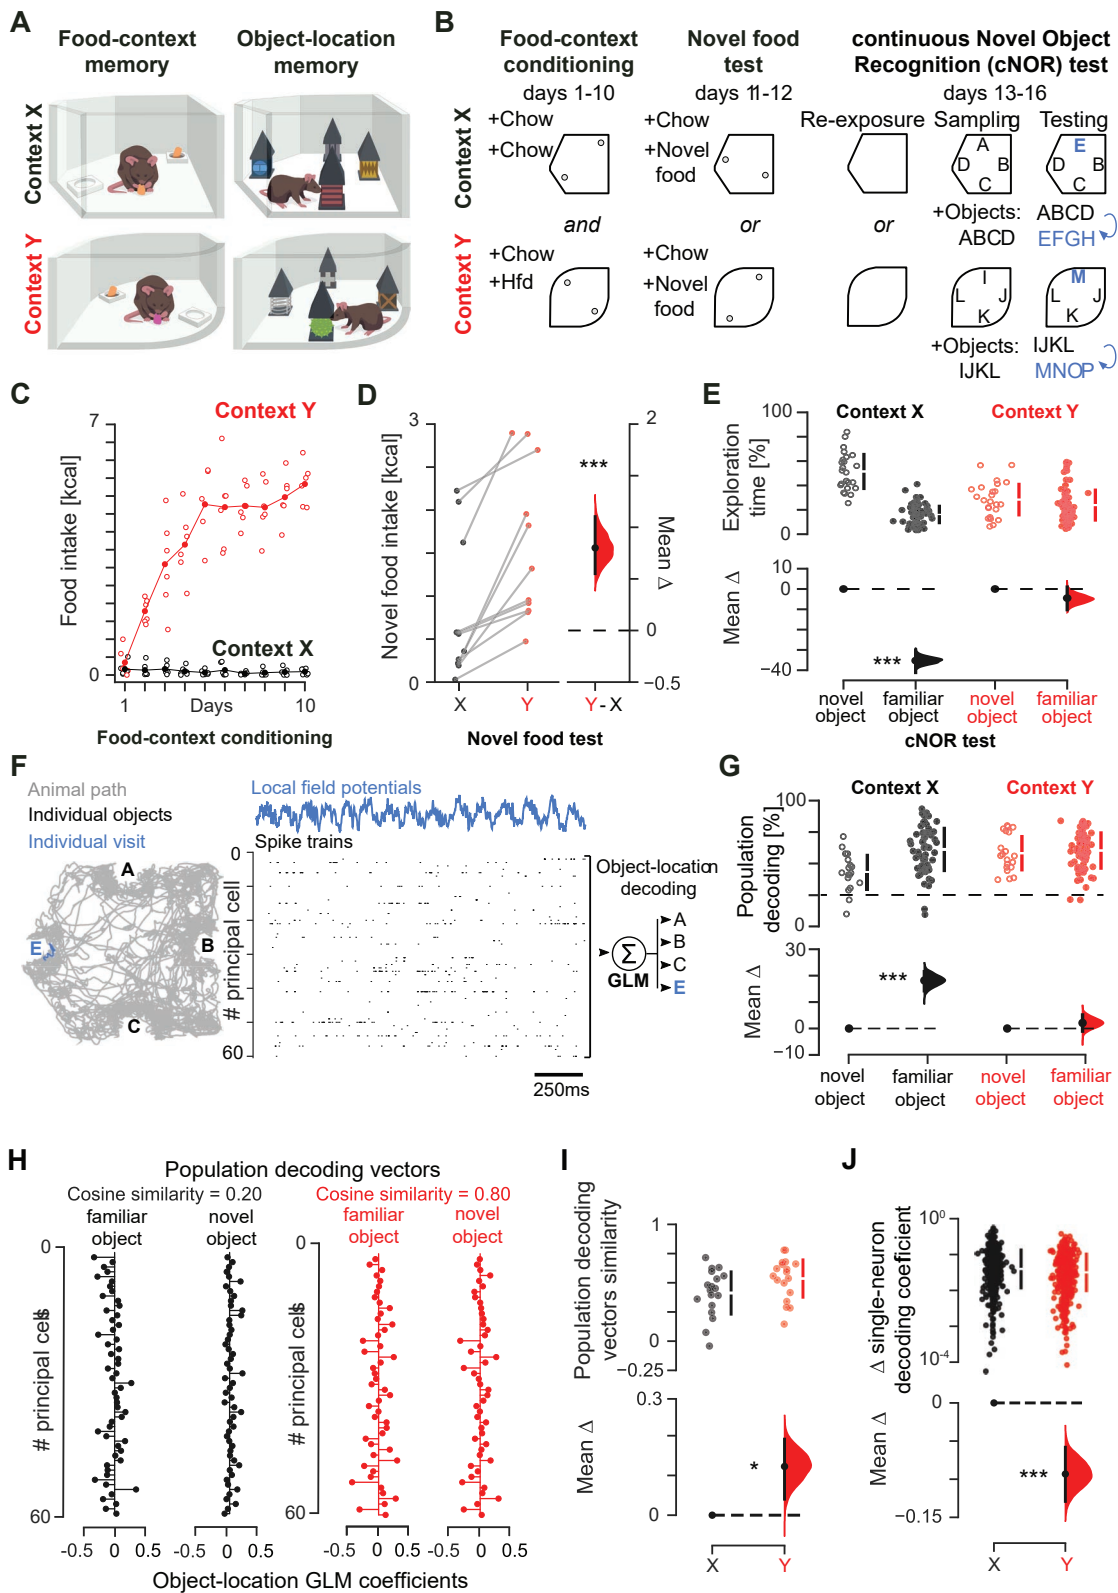 A
Food-context
memory
Object-location
memory
Context X
Context Y
B
Food-context
conditioning
days 1-10
Novel food
test
days 11-12
continuous Novel Object
Recognition (cNOR) test
days 13-16
Context X
+Chow
+Chow
+Chow
+Novel
food
Re-exposure
Sampling
Testing
A
D B
C
E
D B
C
and
or
or
+Objects:
ABCD
ABCD
EFGH
Context Y
+Chow
+Hfd
+Chow
+Novel
food
I
L J
K
M
L J
K
+Objects:
IJKL
IJKL
MNOP
C
Context Y
7
Food intake [kcal]
Context X
0
1
Days
10
Food-context conditioning
D
3
Novel food intake [kcal]
0
X
Y
***
2
Mean Δ
0
−0.5
Y - X
Novel food test
E
Context X
Context Y
100
Exploration
time [%]
0
10
0
Mean Δ
−40
***
novel
object
familiar
object
novel
object
familiar
object
cNOR test
F
Animal path
Individual objects
Individual visit
Local field potentials
Spike trains
A
E
B
C
0
# principal cell
60
250ms
Object-location
decoding
Σ
GLM
A
B
C
E
G
Context X
Context Y
100
Population
decoding [%]
0
30
Mean Δ
0
−10
***
novel
object
familiar
object
novel
object
familiar
object
H
Population decoding vectors
Cosine similarity = 0.20
Cosine similarity = 0.80
familiar
object
novel
object
familiar
object
novel
object
0
# principal cells
60
0
# principal cells
60
-0.5 0 0.5
-0.5 0 0.5
-0.5 0 0.5
-0.5 0 0.5
Object-location GLM coefficients
I
Population decoding
vectors similarity
1
0
−0.25
0.3
Mean Δ
0
*
X
Y
J
Δ single-neuron
decoding coeficient
10⁰
10⁻⁴
0
Mean Δ
−0.15
***
X
Y